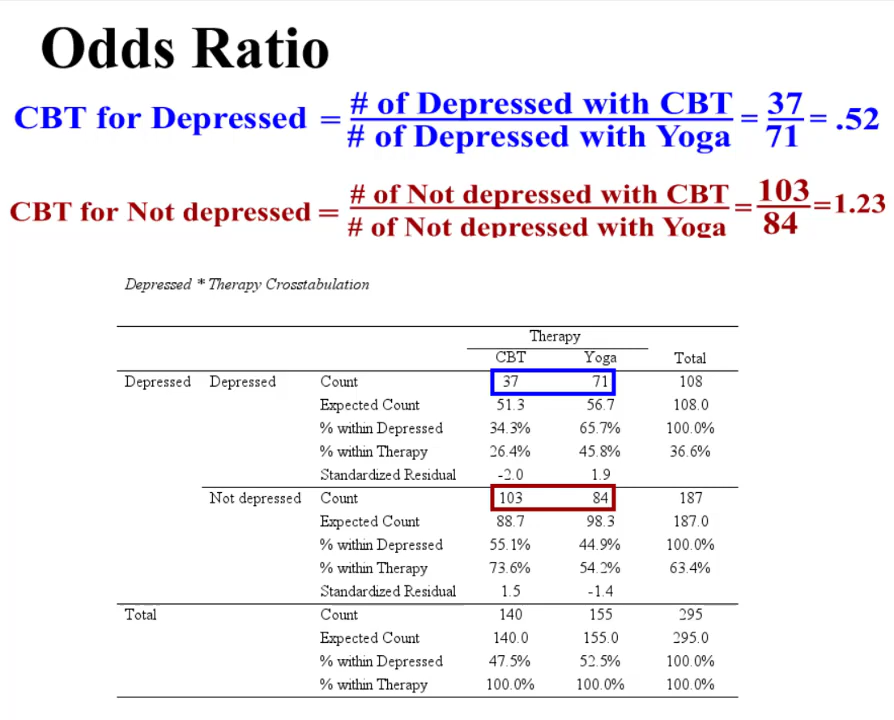 Odds Ratio
CBT for Depressed = # of Depressed with CBT / # of Depressed with Yoga = 37 / 71 = .52
CBT for Not depressed = # of Not depressed with CBT / # of Not depressed with Yoga = 103 / 84 = 1.23
Depressed * Therapy Crosstabulation
Therapy
CBT Yoga Total
Depressed Depressed Count 37 71 108
Expected Count 51.3 56.7 108.0
% within Depressed 34.3% 65.7% 100.0%
% within Therapy 26.4% 45.8% 36.6%
Standardized Residual -2.0 1.9
Not depressed Count 103 84 187
Expected Count 88.7 98.3 187.0
% within Depressed 55.1% 44.9% 100.0%
% within Therapy 73.6% 54.2% 63.4%
Standardized Residual 1.5 -1.4
Total Count 140 155 295
Expected Count 140.0 155.0 295.0
% within Depressed 47.5% 52.5% 100.0%
% within Therapy 100.0% 100.0% 100.0%